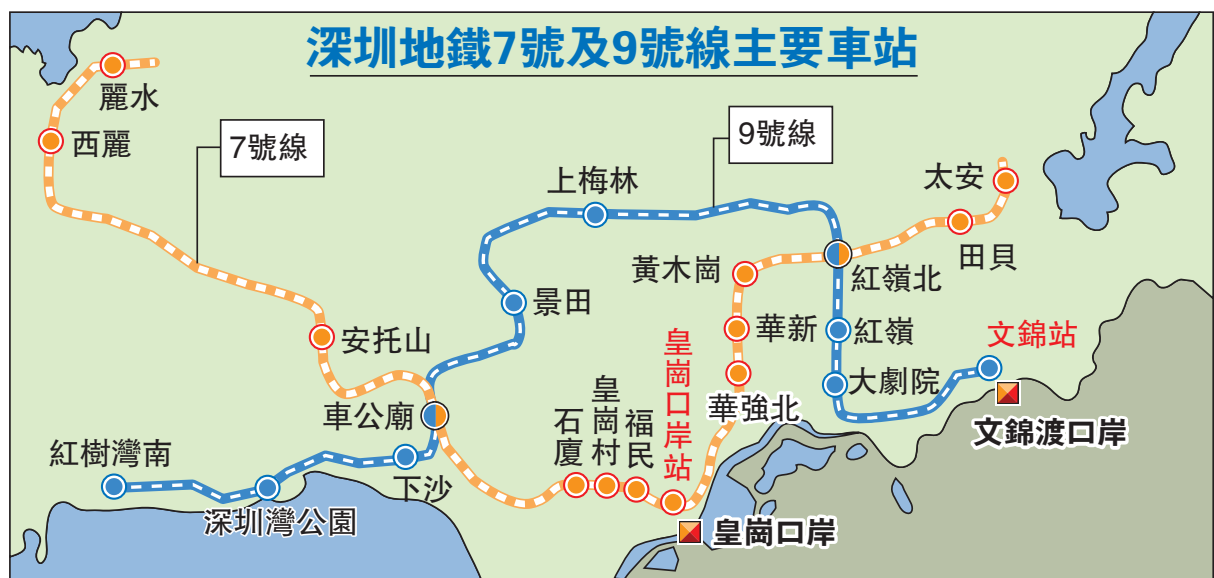 深圳地鐵7號及9號線主要車站
麗水
西麗
7號線
9號線
上梅林
太安
田貝
黃木崗
紅嶺北
景田
華新
紅嶺
安托山
皇崗口岸站
文錦站
大劇院
車公廟
石廈
皇崗村
福民
華強北
文錦渡口岸
紅樹灣南
下沙
深圳灣公園
皇崗口岸